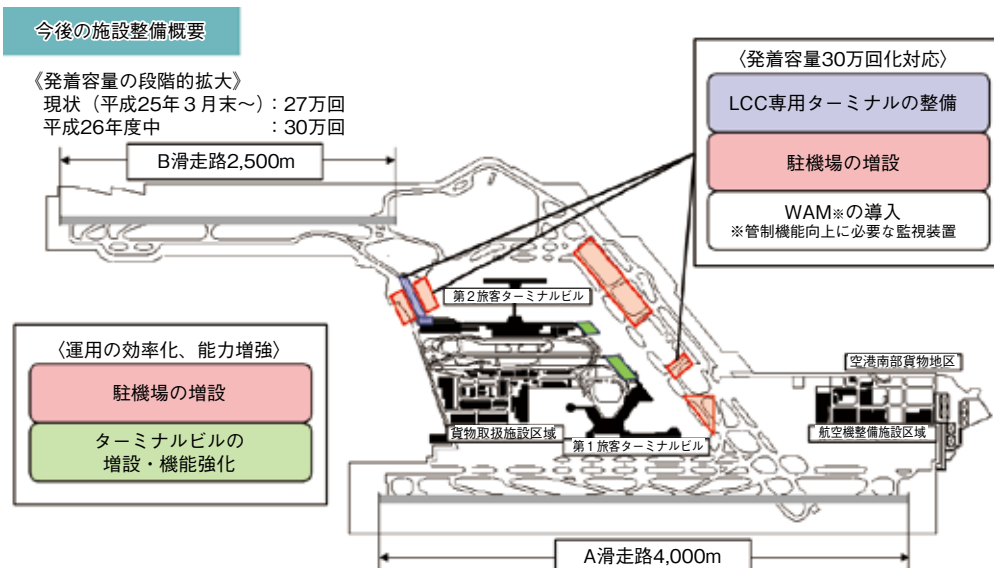 今後の施設整備概要
《発着容量の段階的拡大》
現状（平成25年３月末～）：27万回
平成26年度中　　　　　：30万回
B滑走路2,500m
〈発着容量30万回化対応〉
LCC専用ターミナルの整備
駐機場の増設
WAM※の導入
※管制機能向上に必要な監視装置
第２旅客ターミナルビル
〈運用の効率化、能力増強〉
駐機場の増設
ターミナルビルの
増設・機能強化
空港南部貨物地区
貨物取扱施設区域
第１旅客ターミナルビル
航空機整備施設区域
A滑走路4,000m